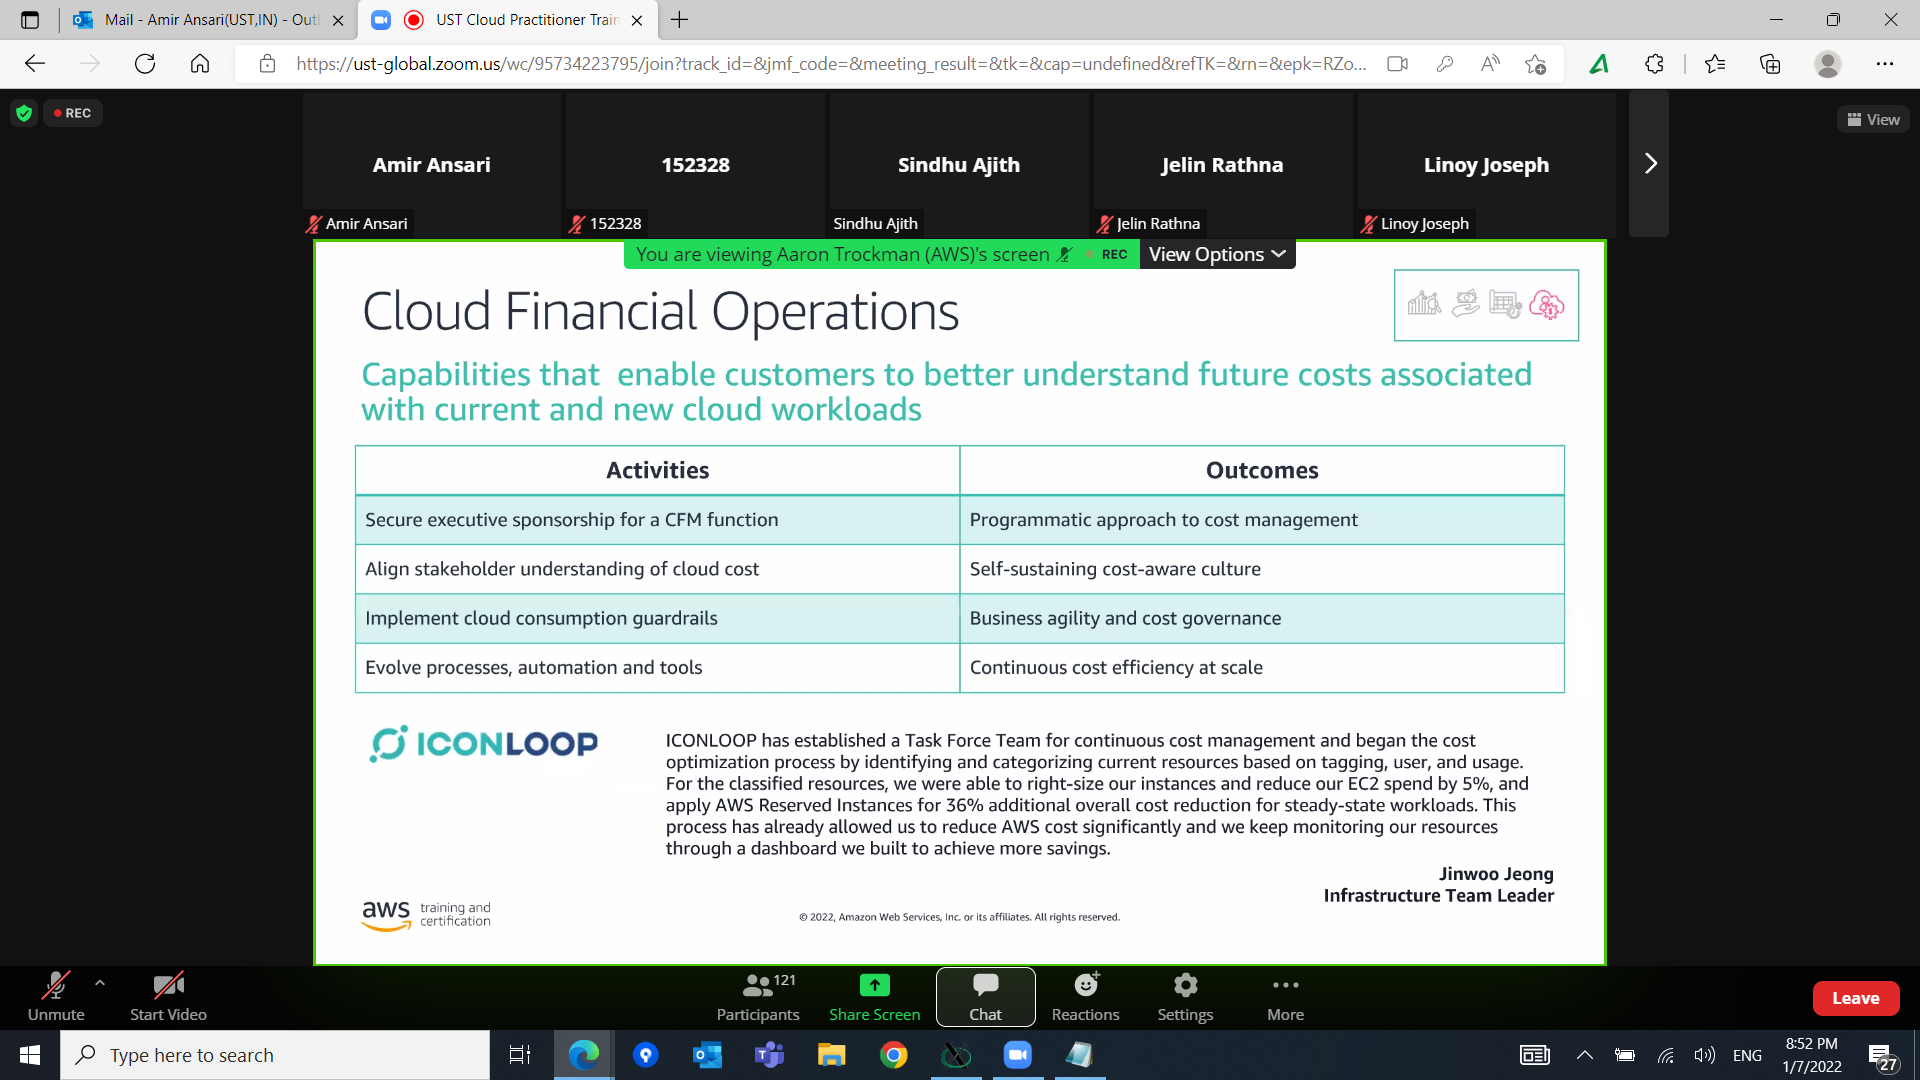 Mail - Amir Ansari(UST,IN) - Out
UST Cloud Practitioner Train
https://ust-global.zoom.us/wc/95734223795/join?track_id=&jmf_code=&meeting_result=&tk=&cap=undefined&refTK=&rn=&epk=RZo...
REC
View
Amir Ansari
152328
Sindhu Ajith
Jelin Rathna
Linoy Joseph
Amir Ansari
152328
Sindhu Ajith
Jelin Rathna
Linoy Joseph
You are viewing Aaron Trockman (AWS)'s screen
REC
View Options
Cloud Financial Operations
Capabilities that enable customers to better understand future costs associated
with current and new cloud workloads
Activities
Outcomes
Secure executive sponsorship for a CFM function
Programmatic approach to cost management
Align stakeholder understanding of cloud cost
Self-sustaining cost-aware culture
Implement cloud consumption guardrails
Business agility and cost governance
Evolve processes, automation and tools
Continuous cost efficiency at scale
ICONLOOP
ICONLOOP has established a Task Force Team for continuous cost management and began the cost
optimization process by identifying and categorizing current resources based on tagging, user, and usage.
For the classified resources, we were able to right-size our instances and reduce our EC2 spend by 5%, and
apply AWS Reserved Instances for 36% additional overall cost reduction for steady-state workloads. This
process has already allowed us to reduce AWS cost significantly and we keep monitoring our resources
through a dashboard we built to achieve more savings.
Jinwoo Jeong
Infrastructure Team Leader
aws training and
certification
© 2022, Amazon Web Services, Inc. or its affiliates. All rights reserved.
Unmute
Start Video
121
Participants
Share Screen
Chat
Reactions
Settings
More
Leave
Type here to search
ENG
8:52 PM
1/7/2022
27